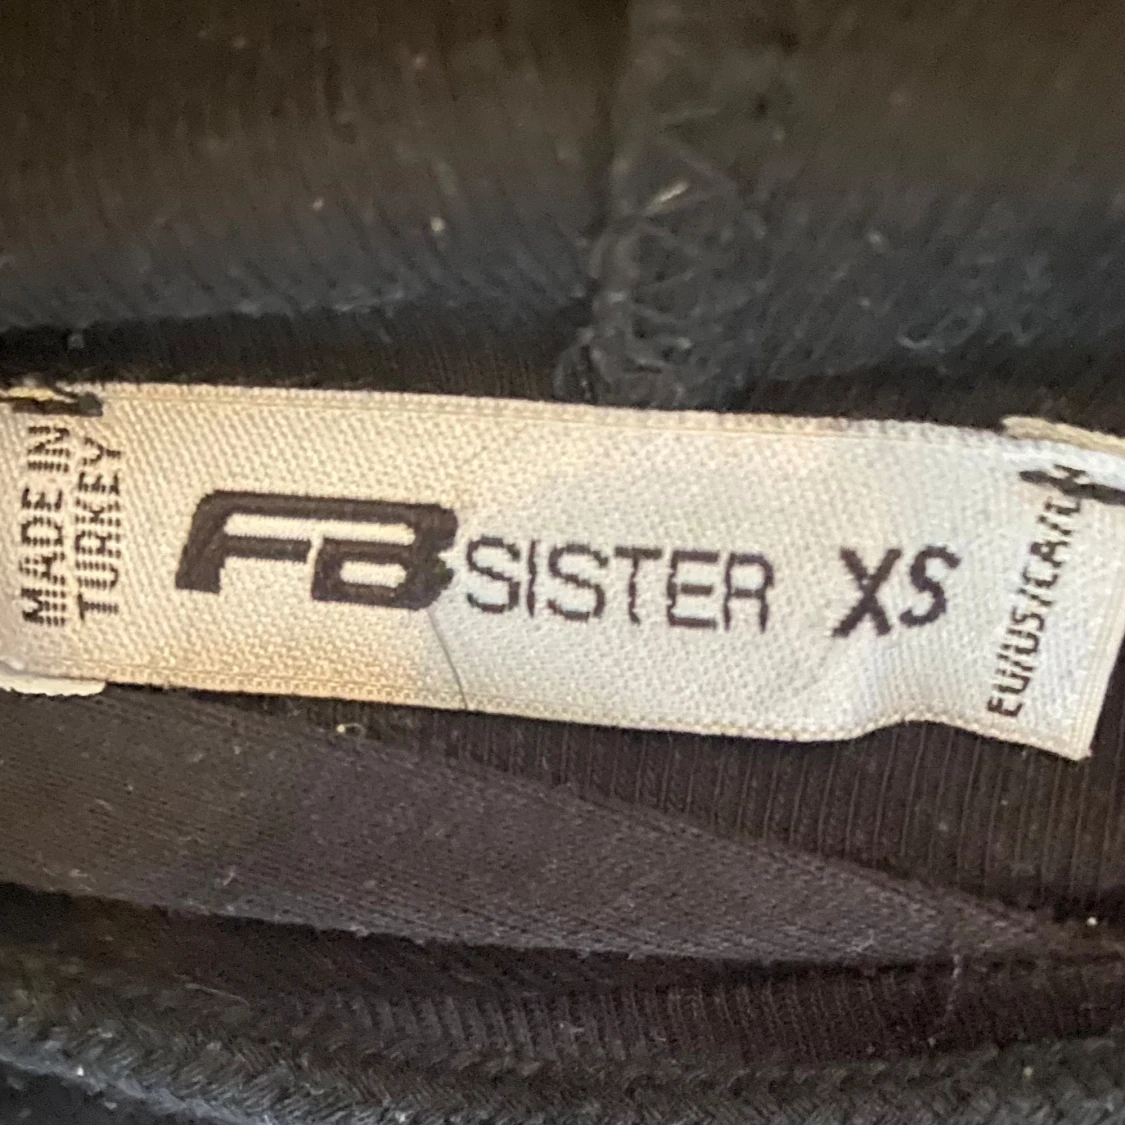 MADE IN
TURKEY
FB SISTER XS
EU/US/CA/